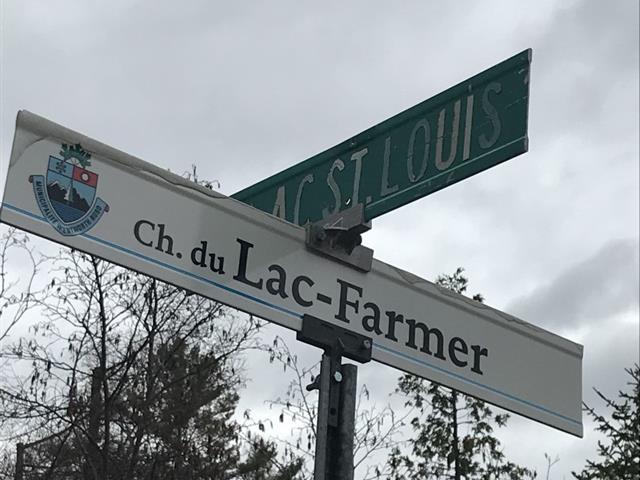 AC ST. LOUIS
Ch. du Lac-Farmer